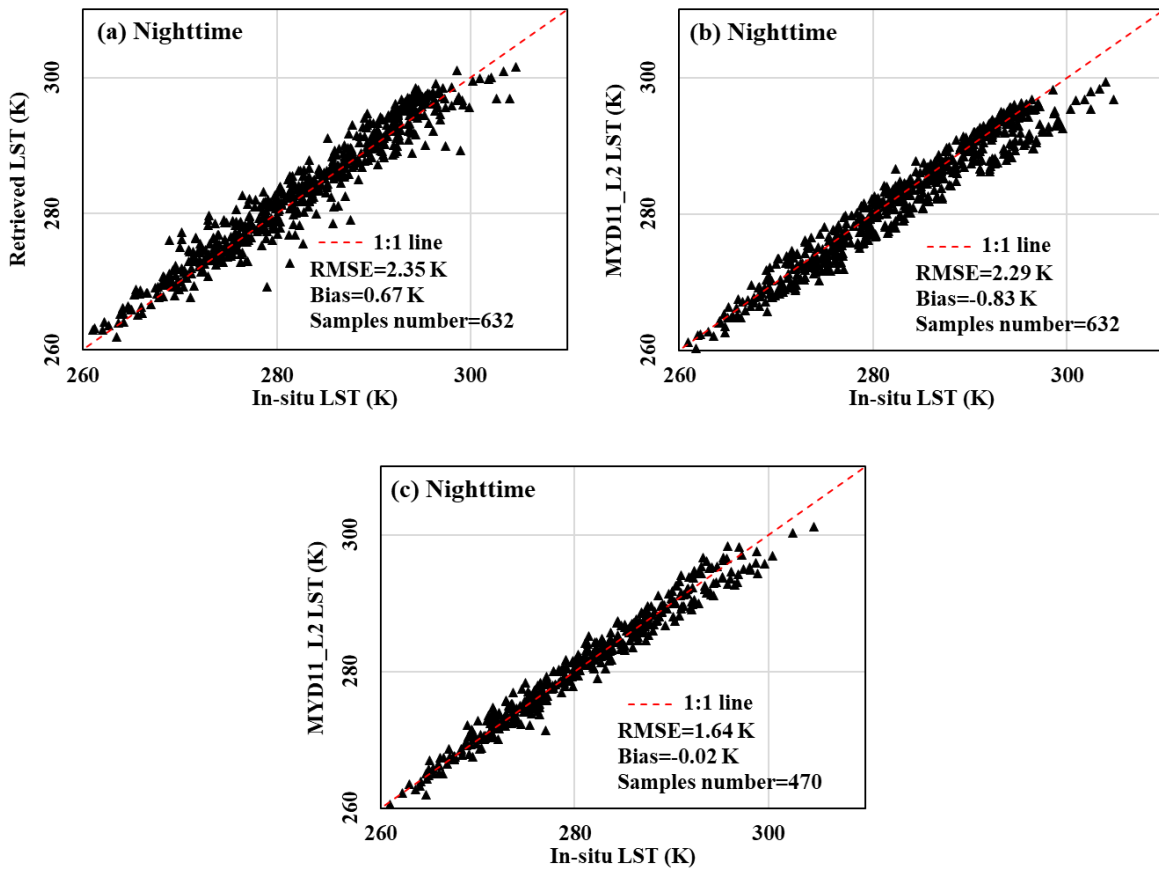 (a) Nighttime
Retrieved LST (K)
300
280
260
1:1 line
RMSE=2.35 K
Bias=0.67 K
Samples number=632
260 280 300
In-situ LST (K)
(b) Nighttime
MYD11_L2 LST (K)
300
280
260
1:1 line
RMSE=2.29 K
Bias=-0.83 K
Samples number=632
260 280 300
In-situ LST (K)
(c) Nighttime
MYD11_L2 LST (K)
300
280
260
1:1 line
RMSE=1.64 K
Bias=-0.02 K
Samples number=470
260 280 300
In-situ LST (K)